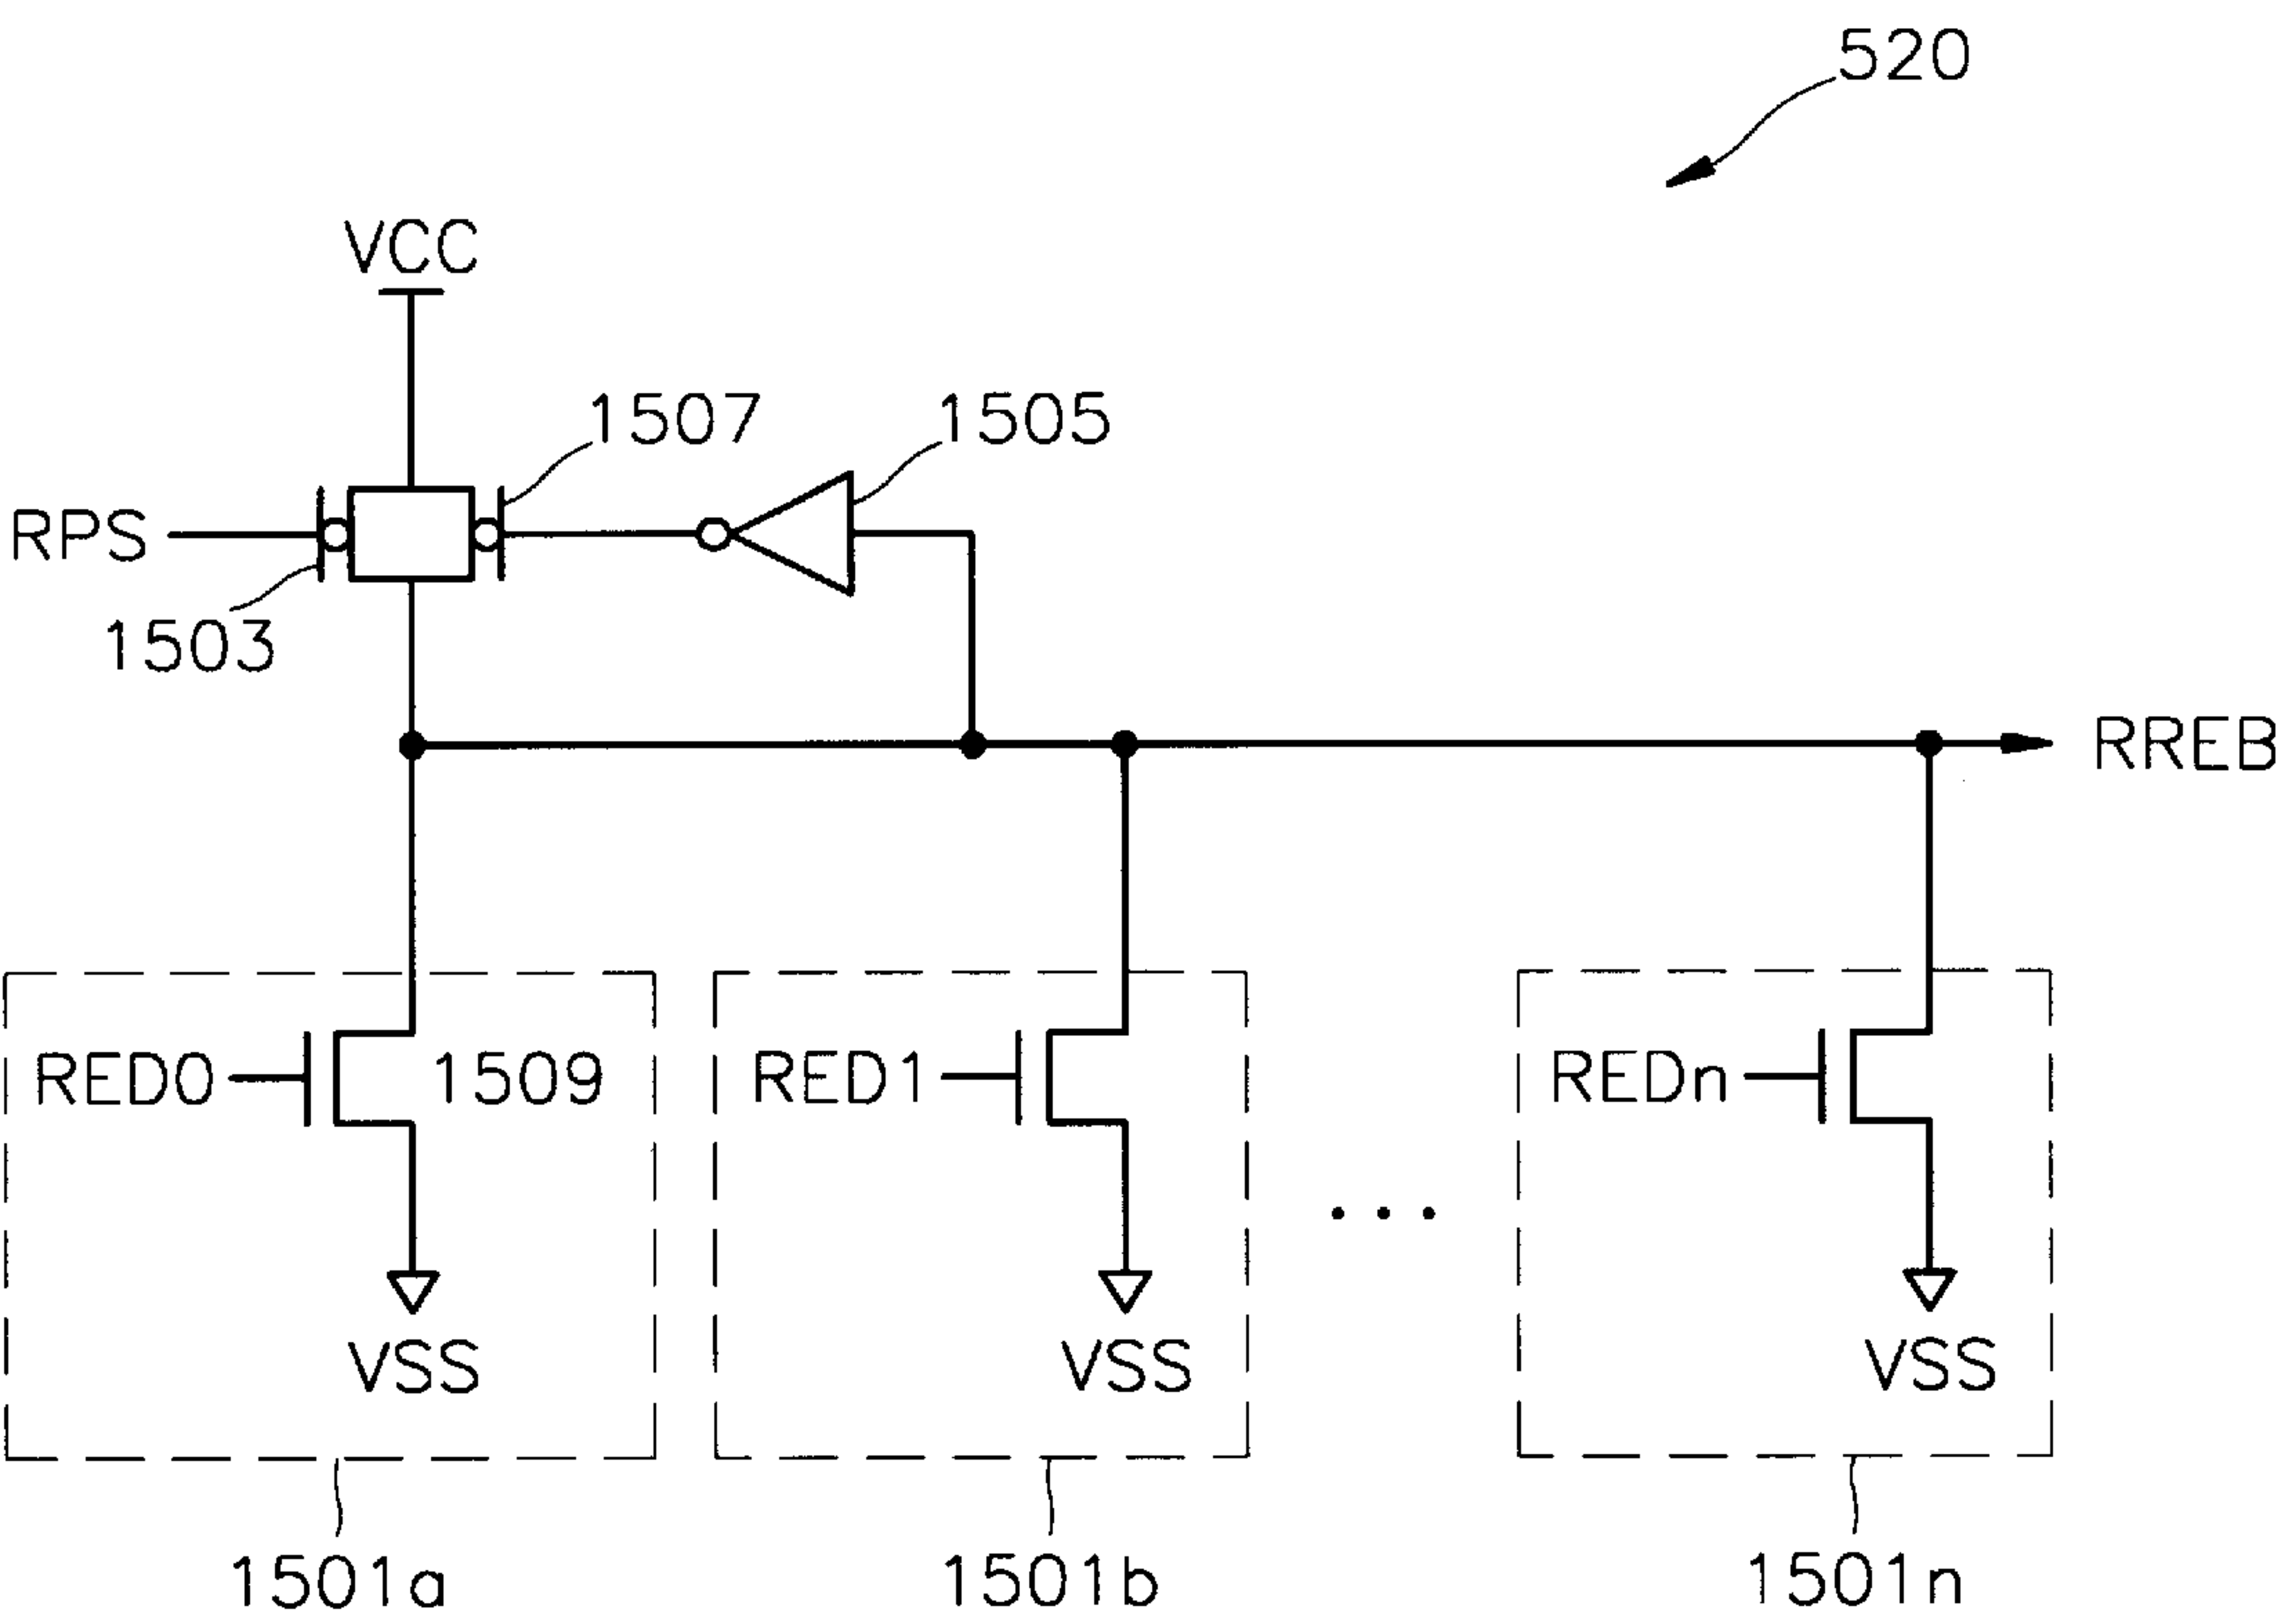 520
VCC
1507
1505
RPS
1503
RREB
RED0
1509
RED1
REDn
VSS
VSS
VSS
1501a
1501b
1501n